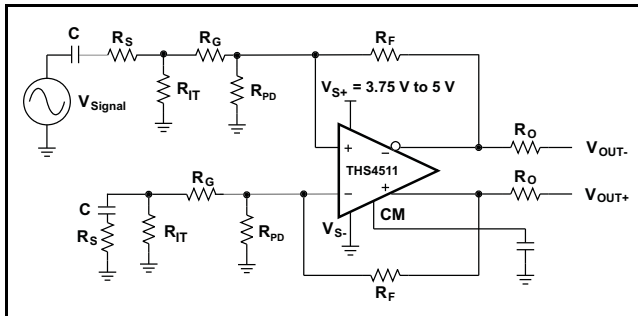 C
RS
RG
RF
VS+ = 3.75 V to 5 V
VSignal
RIT
RPD
RO
VOUT-
+
−
THS4511
−
+
RO
VOUT+
RG
CM
C
RS
RIT
RPD
VS-
RF